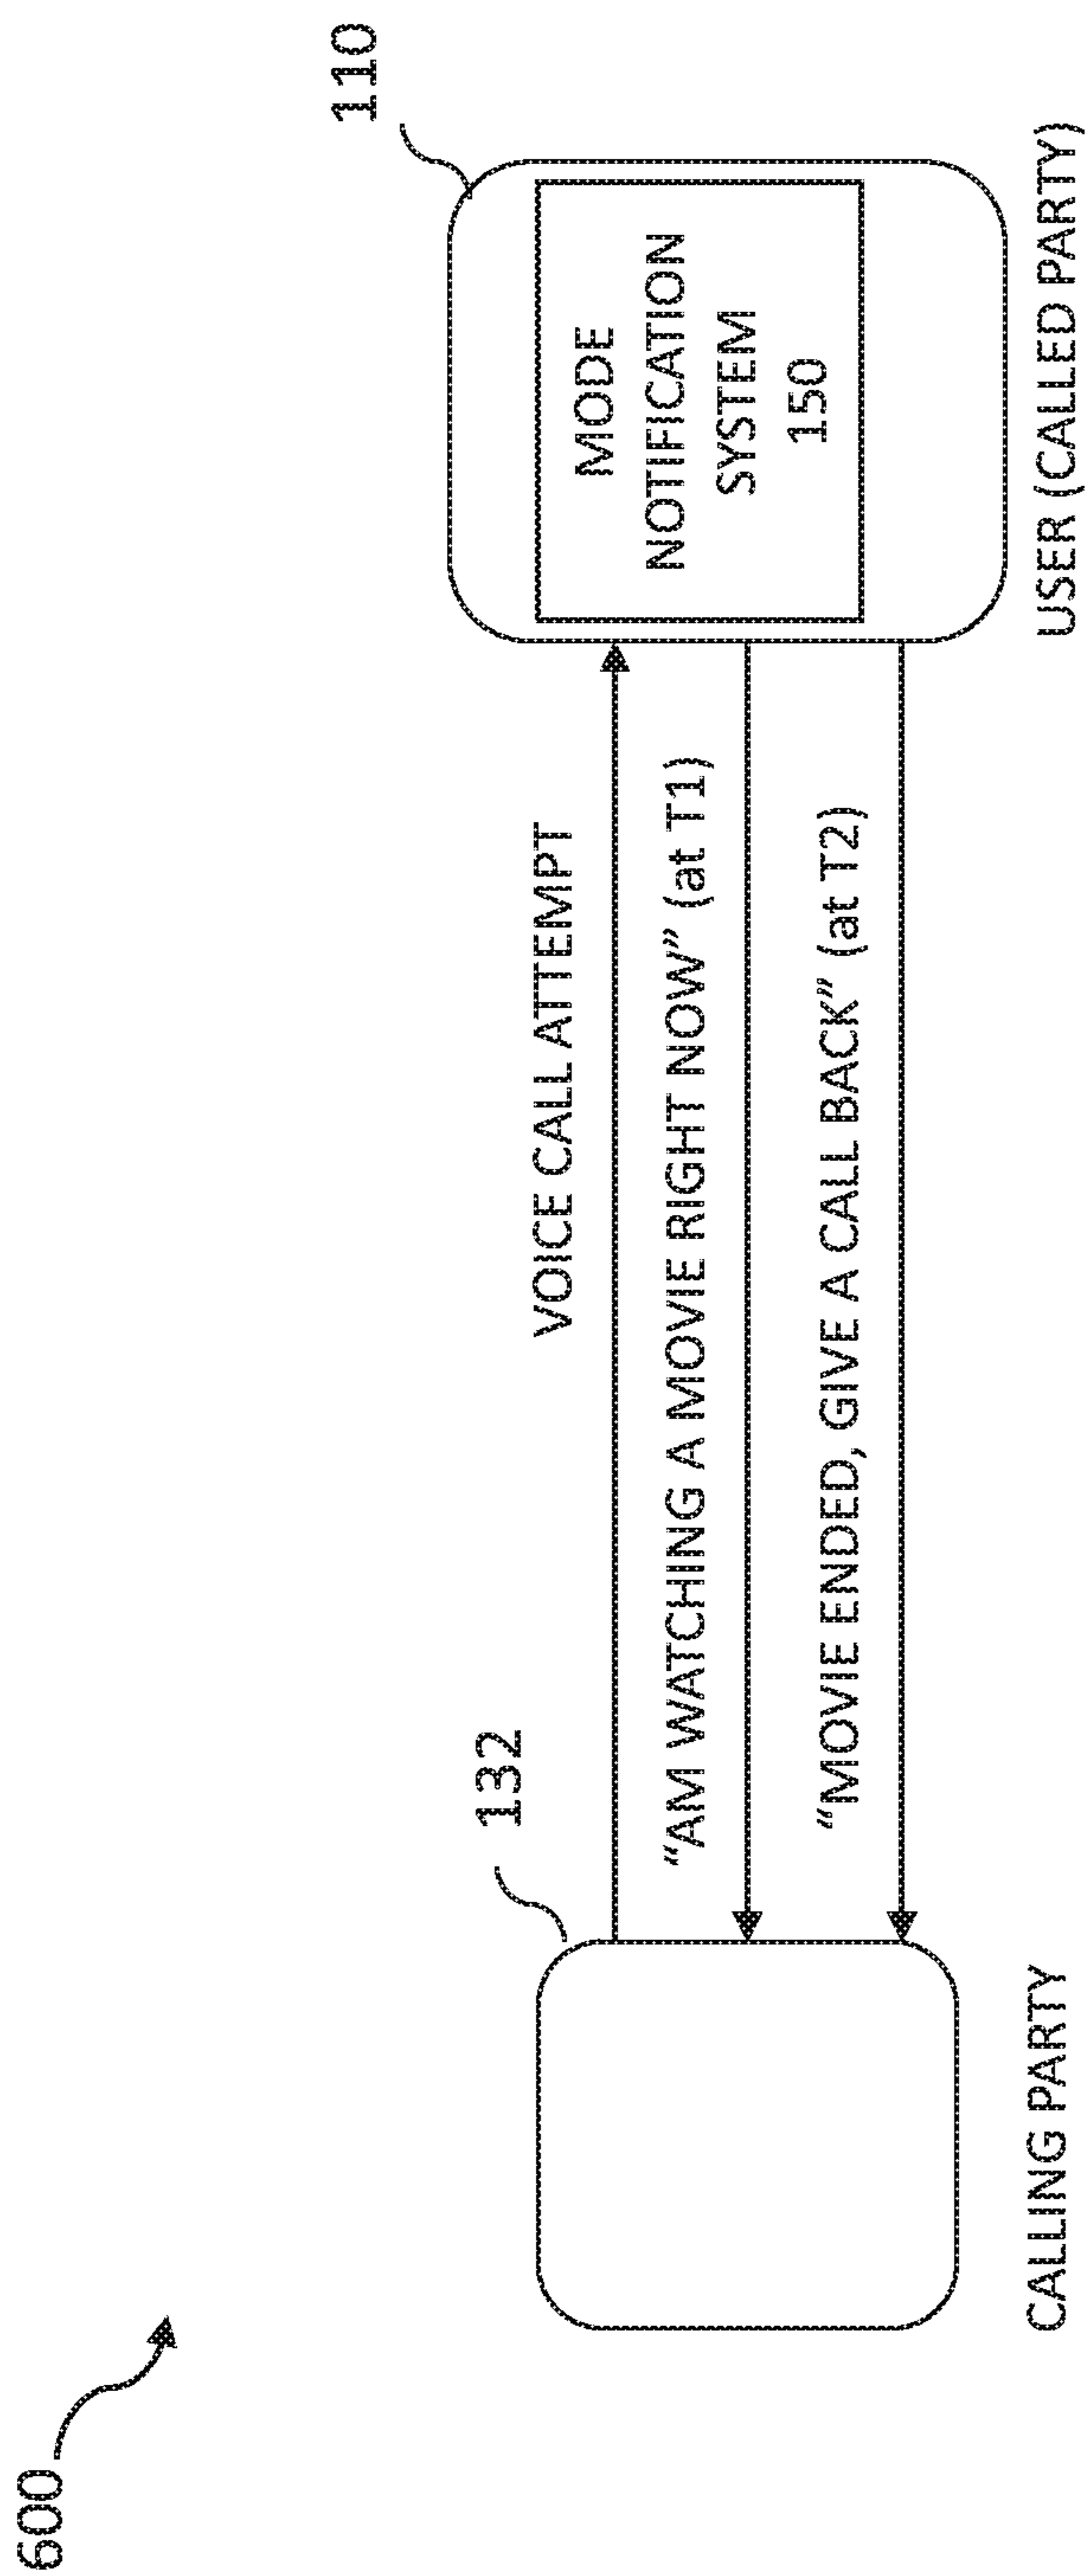 600
132
110
VOICE CALL ATTEMPT
“AM WATCHING A MOVIE RIGHT NOW” (at T1)
“MOVIE ENDED, GIVE A CALL BACK” (at T2)
MODE
NOTIFICATION
SYSTEM
150
CALLING PARTY
USER (CALLED PARTY)